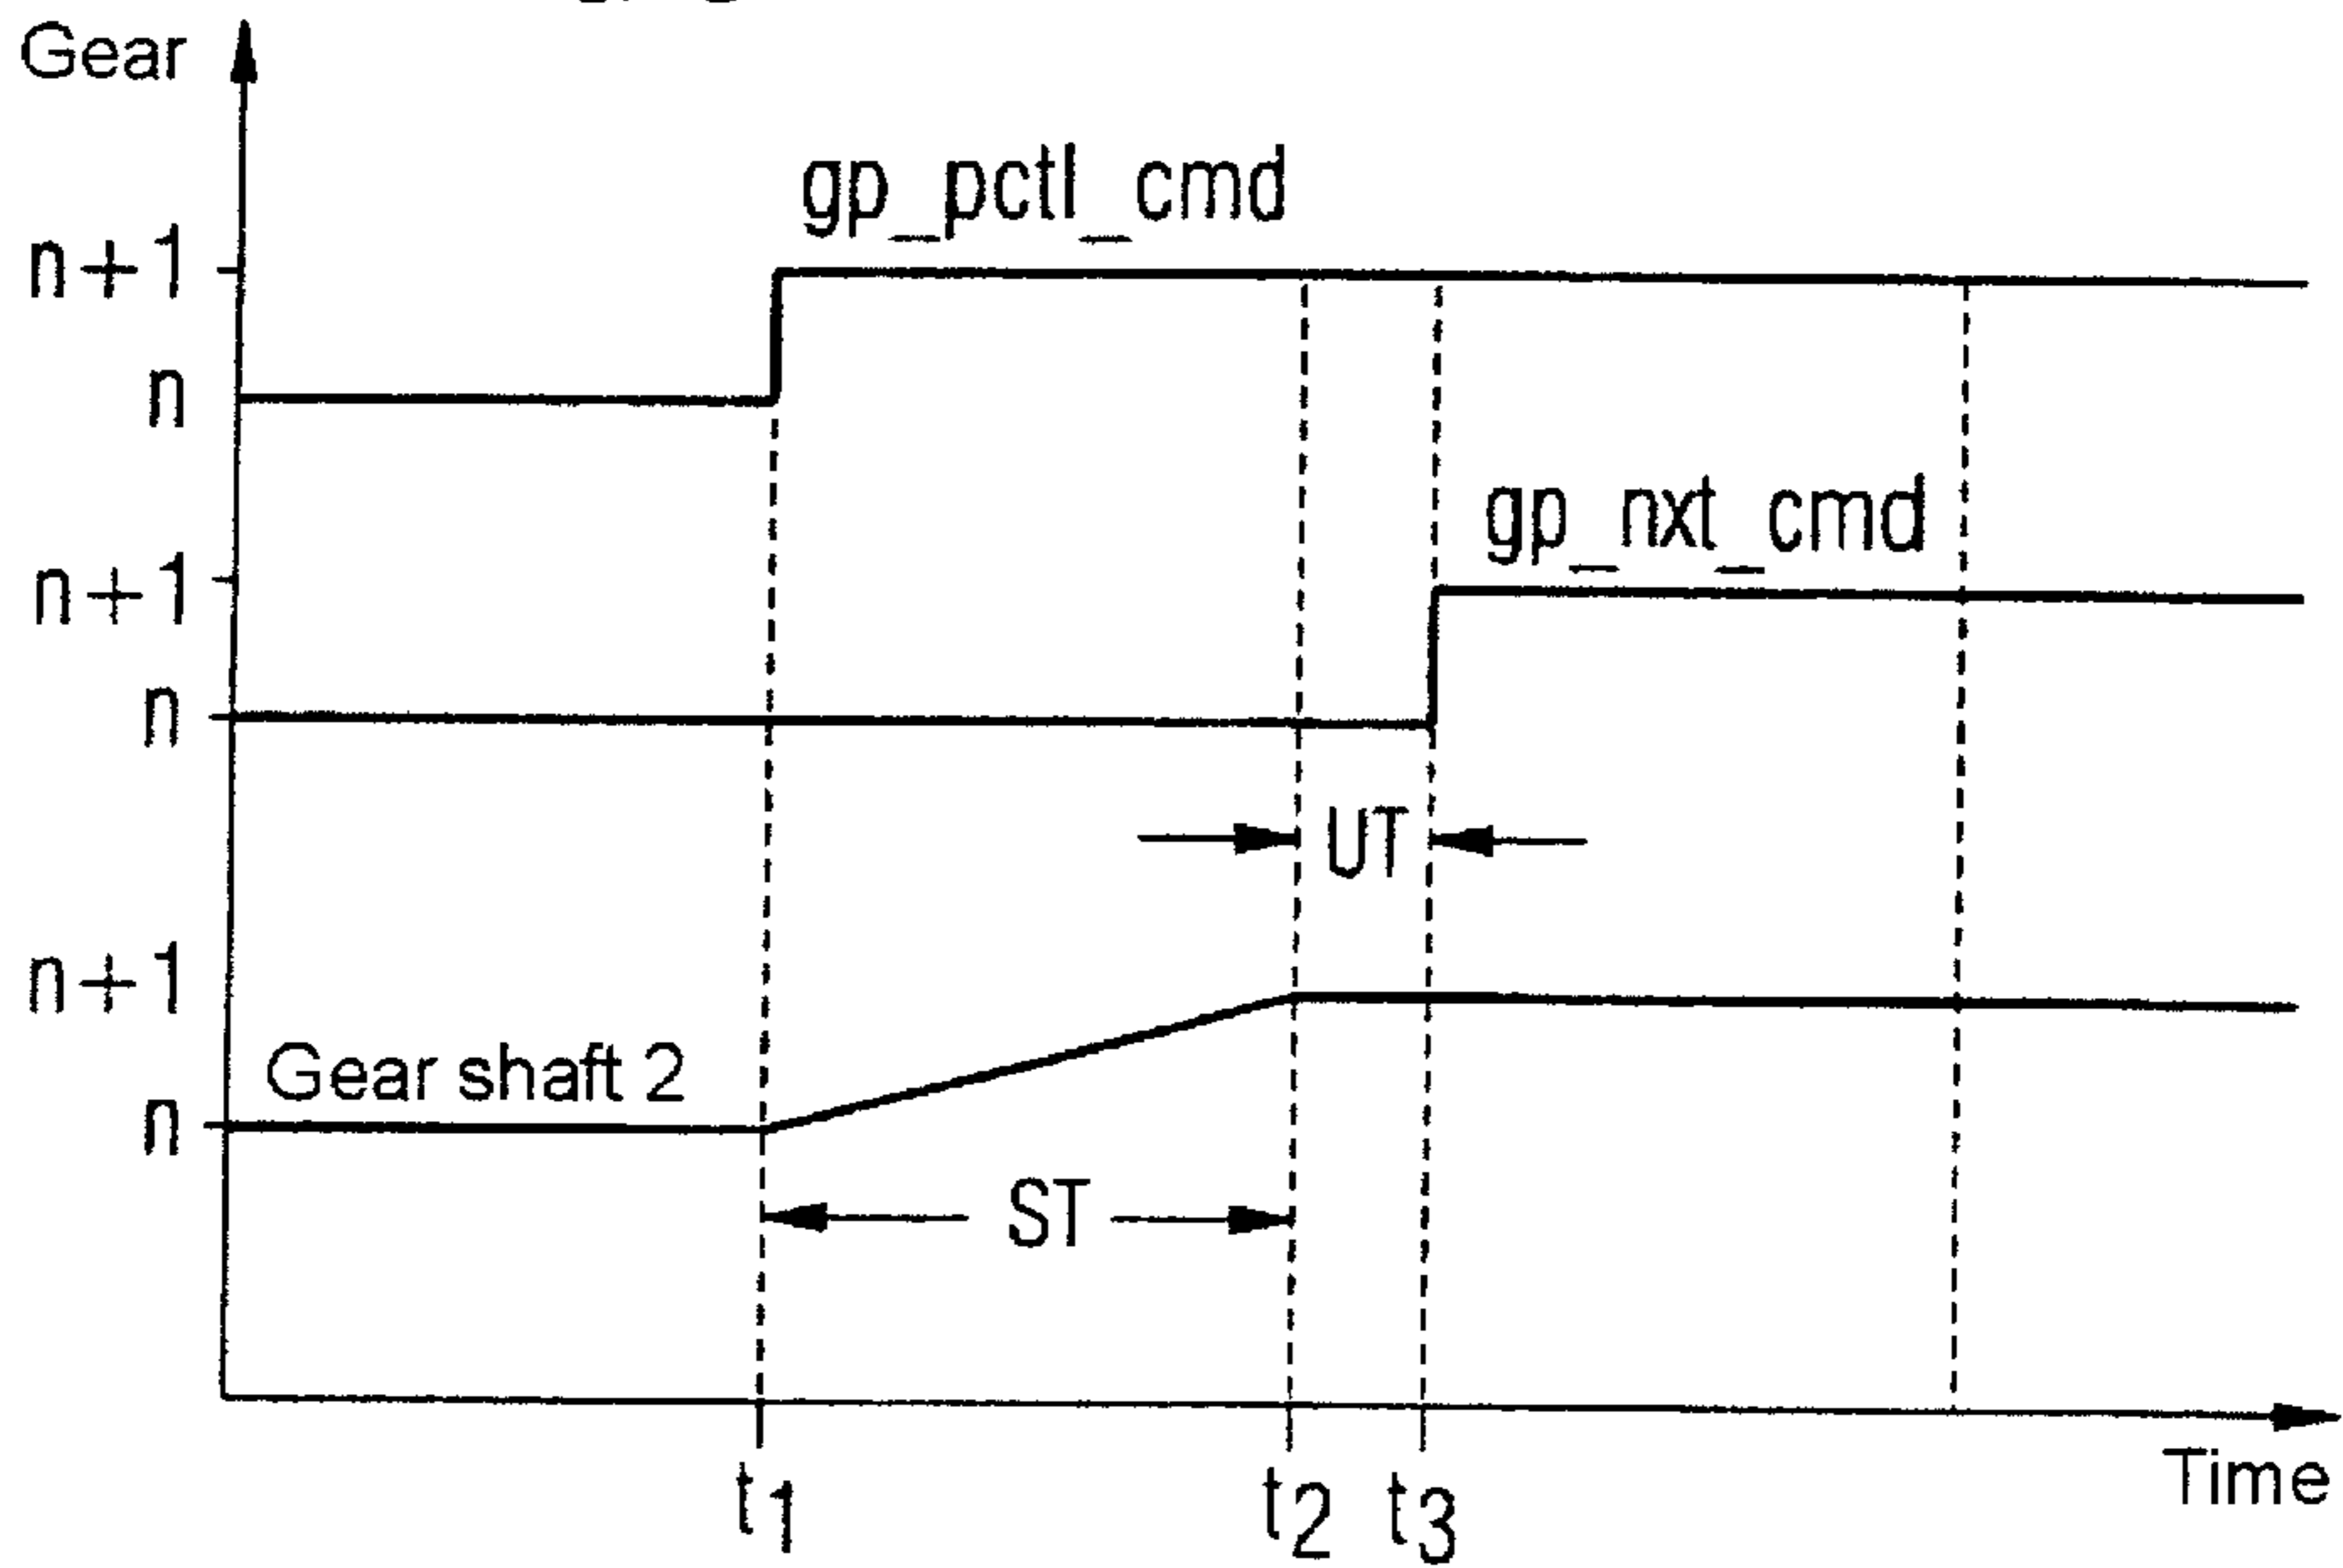 Gear
gp_pctl_cmd
n+1
n
gp_nxt_cmd
n+1
n
UT
n+1
Gear shaft 2
n
ST
t1
t2
t3
Time